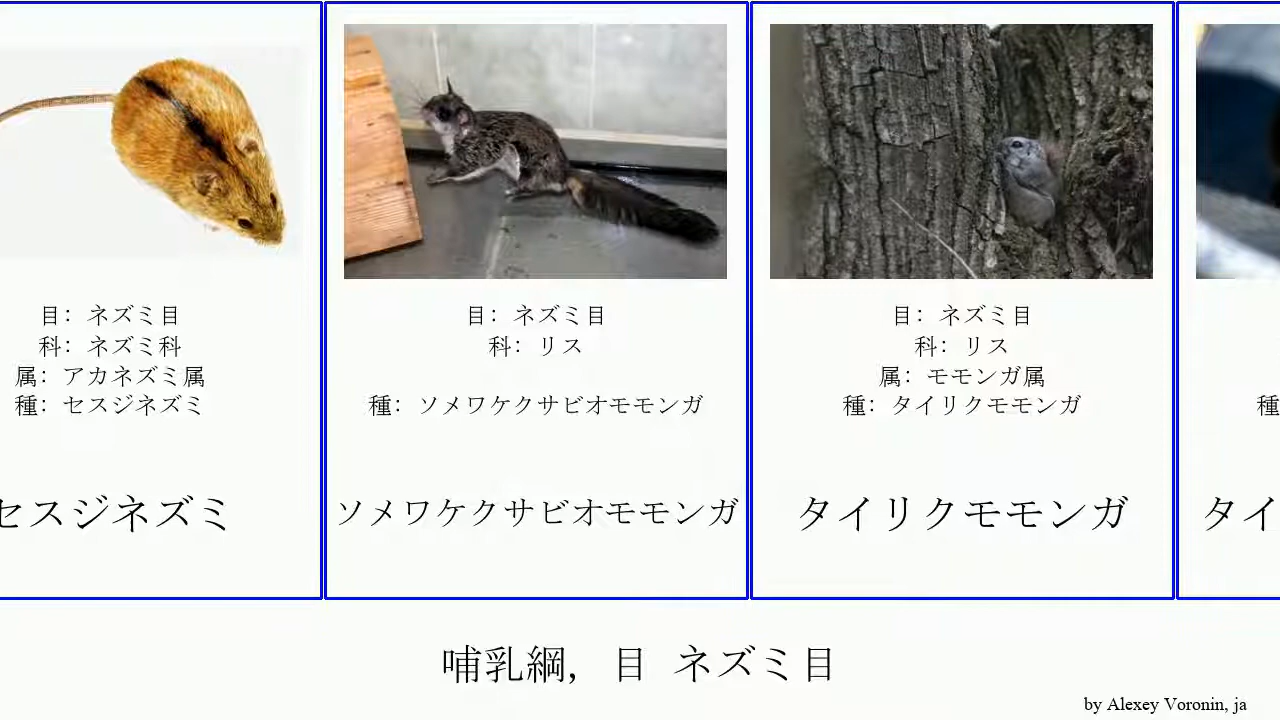 目: ネズミ目
科: ネズミ科
属: アカネズミ属
種: セスジネズミ
セスジネズミ
目: ネズミ目
科: リス
種: ソメワケクサビオモモンガ
ソメワケクサビオモモンガ
目: ネズミ目
科: リス
属: モモンガ属
種: タイリクモモンガ
タイリクモモンガ
種
タイ
哺乳綱, 目 ネズミ目
by Alexey Voronin, ja